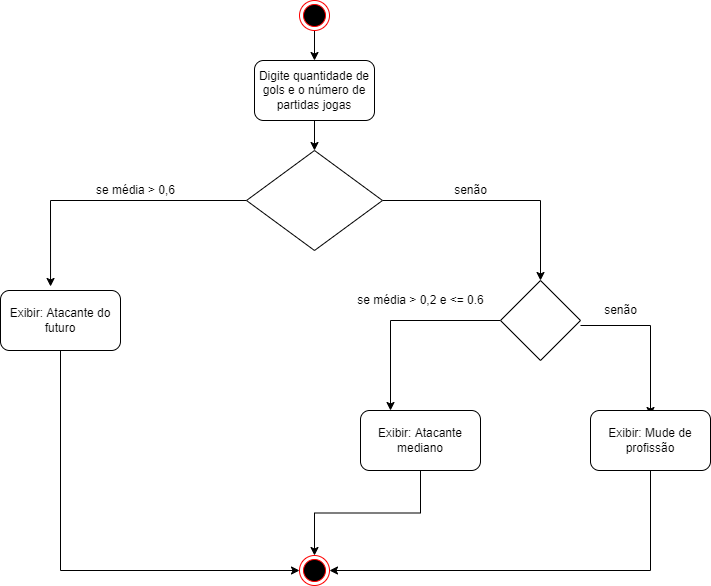 Digite quantidade de
gols e o número de
partidas jogas
se média > 0,6
senão
Exibir: Atacante do
futuro
se média > 0,2 e <= 0.6
senão
Exibir: Atacante
mediano
Exibir: Mude de
profissão